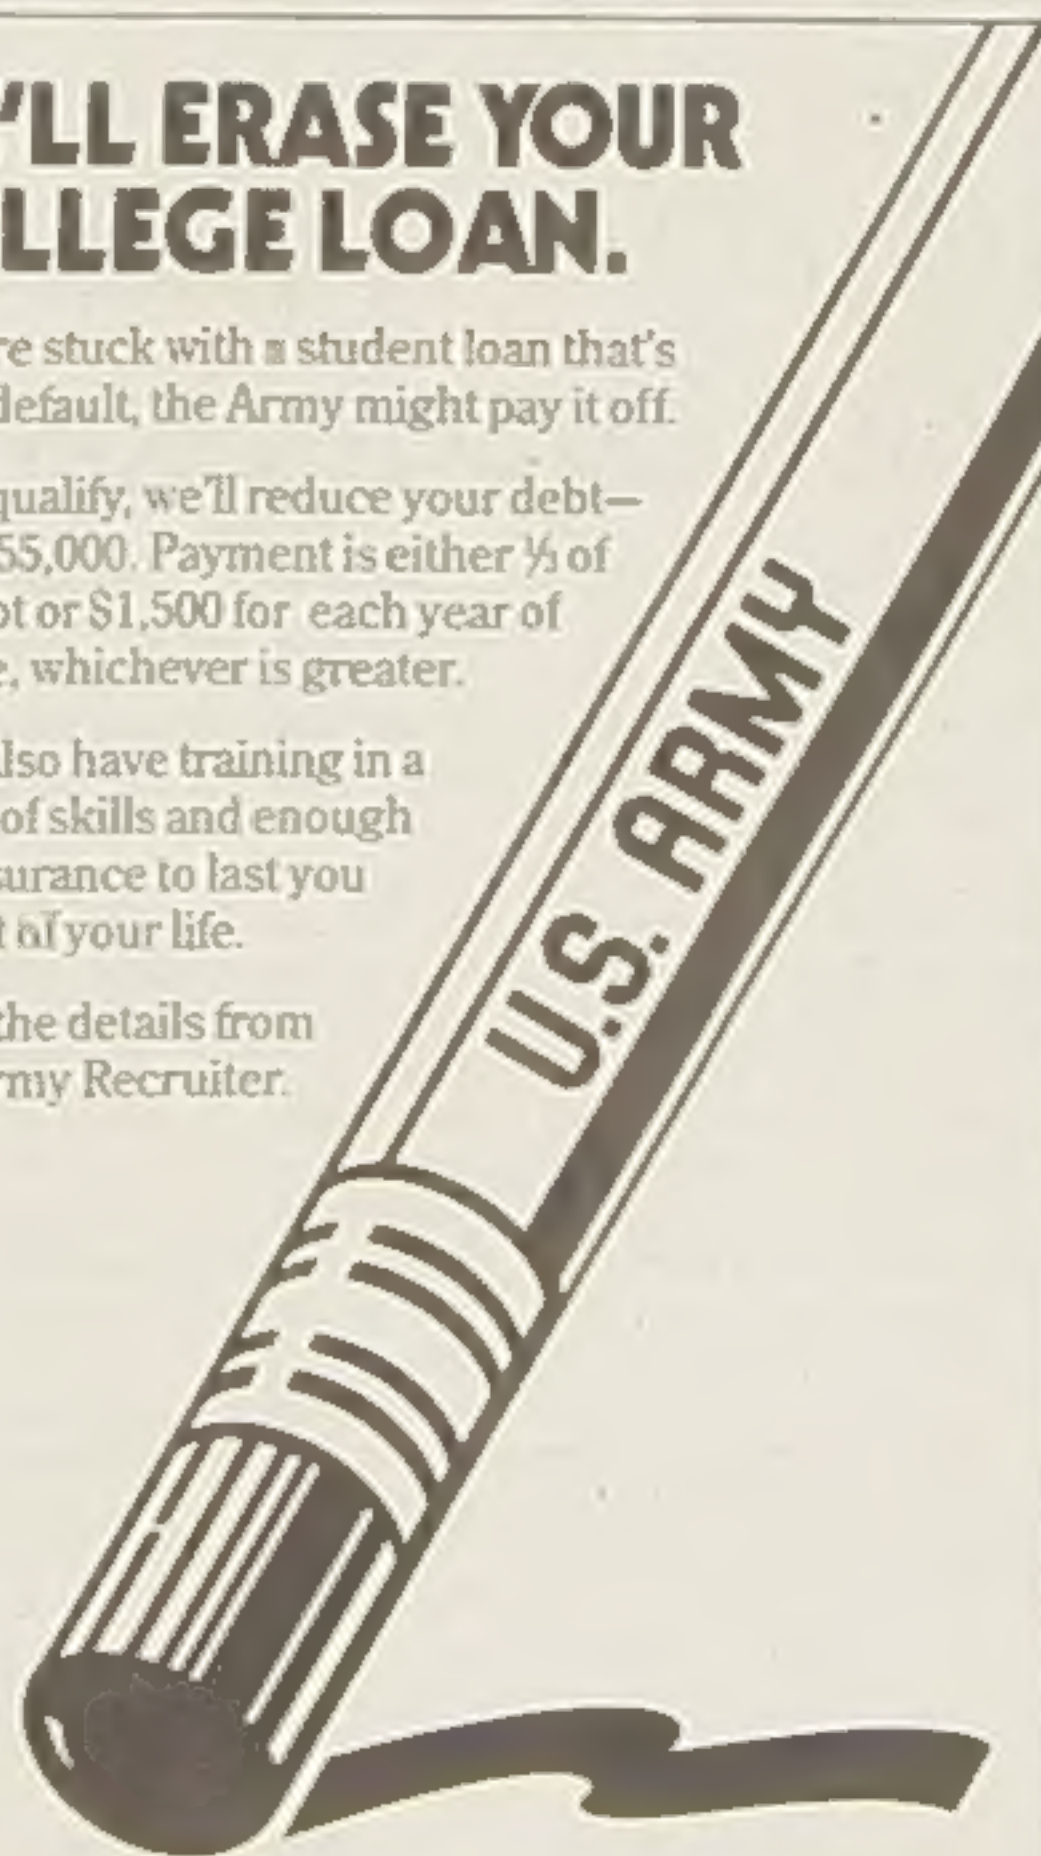 'LL ERASE YOUR
LLEGE LOAN.
re stuck with a student loan that's
default, the Army might pay it off.
qualify, we'll reduce your debt—
55,000. Payment is either ⅓ of
bt or $1,500 for each year of
e, whichever is greater.
lso have training in a
of skills and enough
surance to last you
t of your life.
the details from
rmy Recruiter.
U.S. ARMY